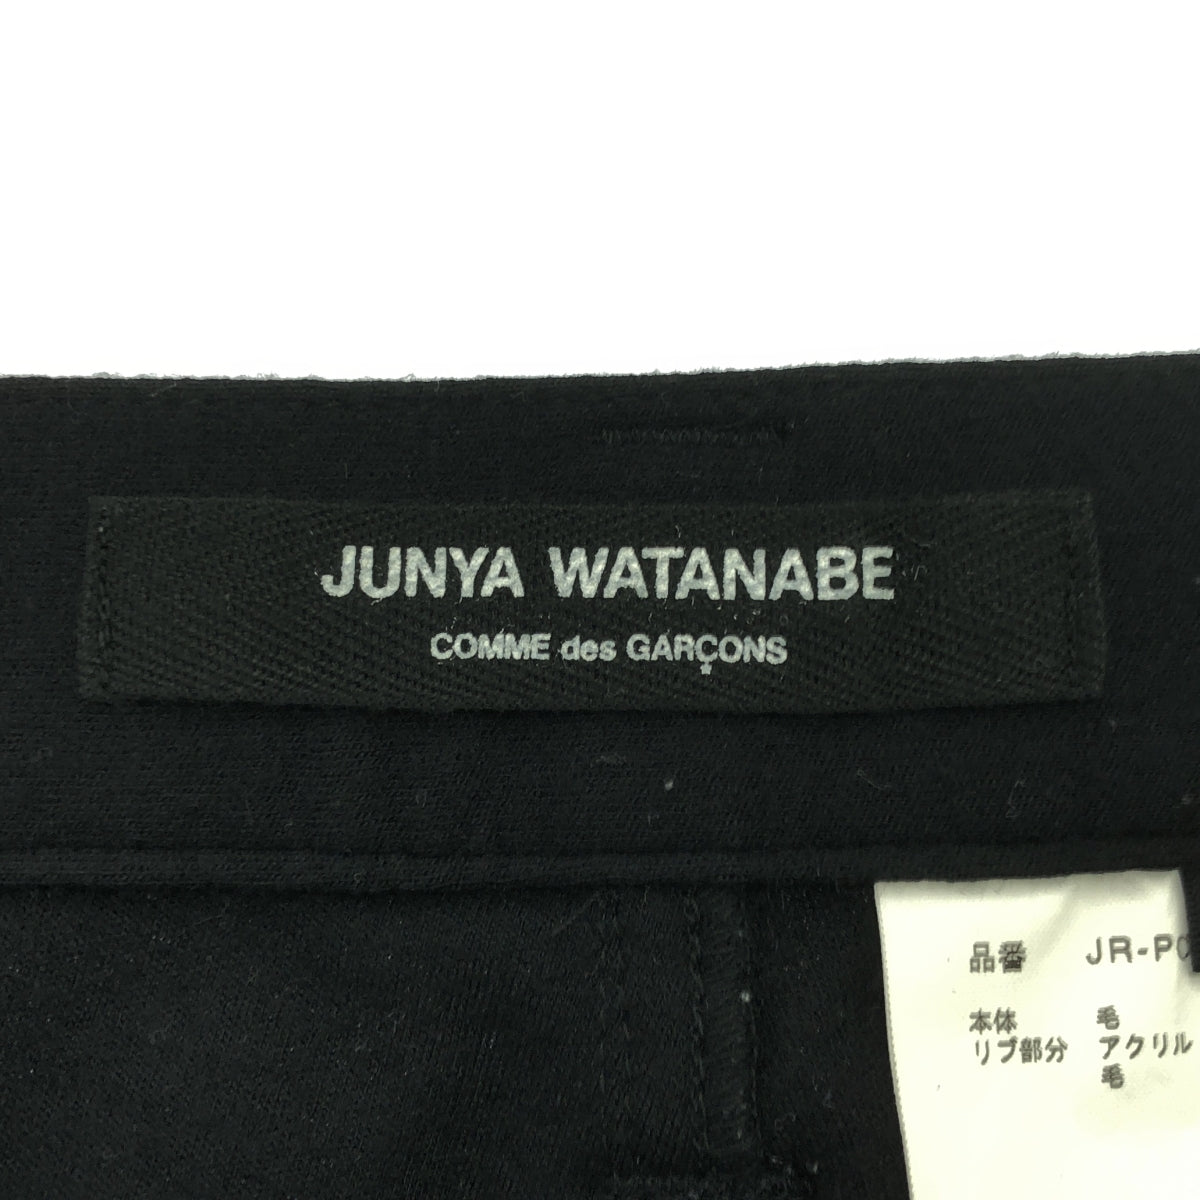 JUNYA WATANABE
COMME des GARÇONS
品番 JR-P
本体 毛
リブ部分 アクリル
毛